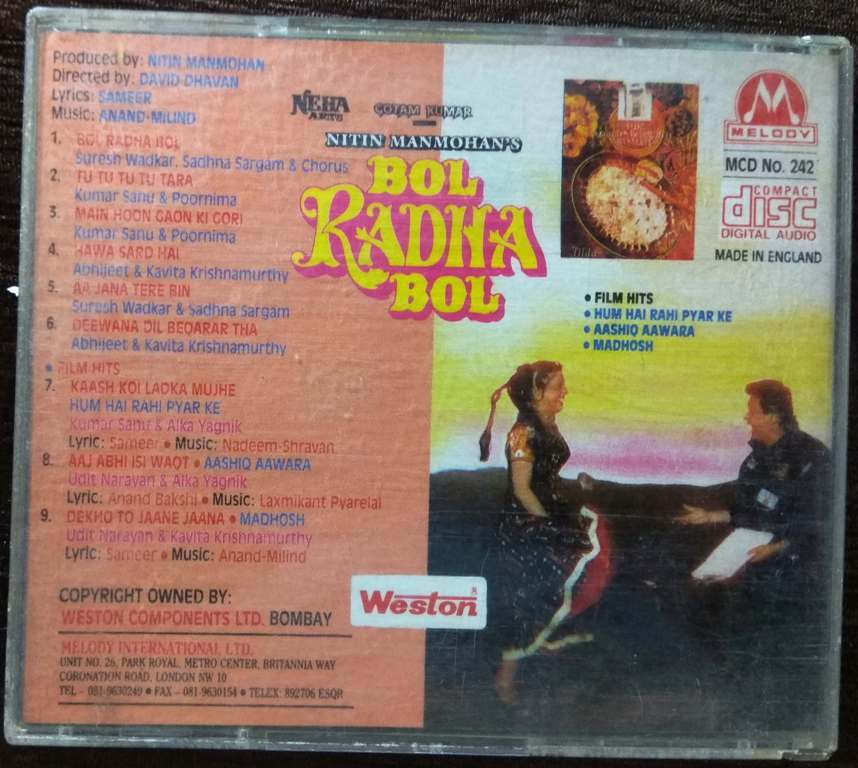 Produced by: NITIN MANMOHAN
Directed by: DAVID DHAVAN
Lyrics: SAMEER
Music: ANAND-MILIND
1. BOL RADHA BOL
Suresh Wadkar, Sadhna Sargam & Chorus
2. TU TU TU TU TARA
Kumar Sanu & Poornima
3. MAIN HOON GAON KI GORI
Kumar Sanu & Poornima
4. HAWA SARD HAI
Abhijeet & Kavita Krishnamurthy
5. AA JANA TERE BIN
Suresh Wadkar & Sadhna Sargam
6. DEEWANA DIL BEQARAR THA
Abhijeet & Kavita Krishnamurthy
• FILM HITS
7. KAASH KOI LADKA MUJHE
HUM HAI RAHI PYAR KE
Kumar Sanu & Alka Yagnik
Lyric: Sameer • Music: Nadeem-Shravan
8. AAJ ABHI ISI WAQT • AASHIQ AAWARA
Udit Narayan & Alka Yagnik
Lyric: Anand Bakshi • Music: Laxmikant Pyarelal
9. DEKHO TO JAANE JAANA • MADHOSH
Udit Narayan & Kavita Krishnamurthy
Lyric: Sameer • Music: Anand-Milind
COPYRIGHT OWNED BY:
WESTON COMPONENTS LTD. BOMBAY
MELODY INTERNATIONAL LTD.
UNIT NO. 26, PARK ROYAL, METRO CENTER, BRITANNIA WAY
CORONATION ROAD, LONDON NW 10
TEL – 081-9630249 • FAX – 081-9630154 • TELEX: 892706 ESQR
NEHA
ARTS
GOTAM KUMAR
NITIN MANMOHAN'S
BOL
RADHA
BOL
Tilda
MELODY
MCD No. 242
COMPACT
disc
DIGITAL AUDIO
MADE IN ENGLAND
• FILM HITS
• HUM HAI RAHI PYAR KE
• AASHIQ AAWARA
• MADHOSH
Weston®